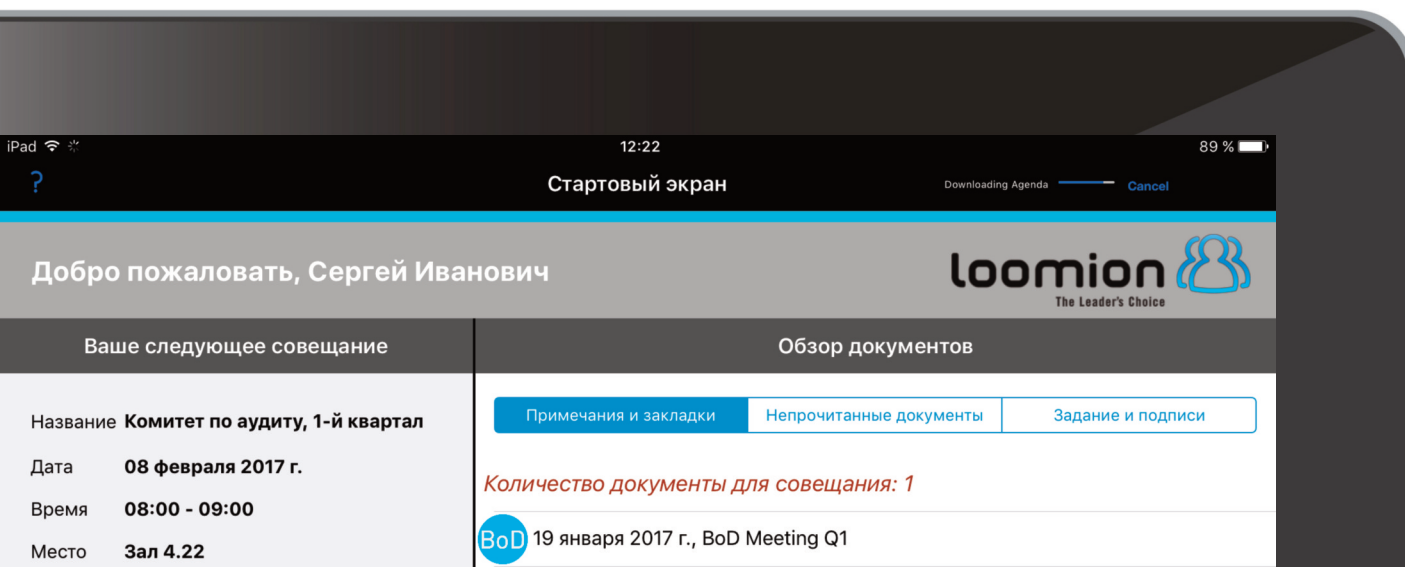 iPad 12:22 89 %
? Стартовый экран Downloading Agenda Cancel
Добро пожаловать, Сергей Иванович
loomion
The Leader's Choice
Ваше следующее совещание
Название Комитет по аудиту, 1-й квартал
Дата 08 февраля 2017 г.
Время 08:00 - 09:00
Место Зал 4.22
Обзор документов
Примечания и закладки Непрочитанные документы Задание и подписи
Количество документы для совещания: 1
BoD 19 января 2017 г., BoD Meeting Q1